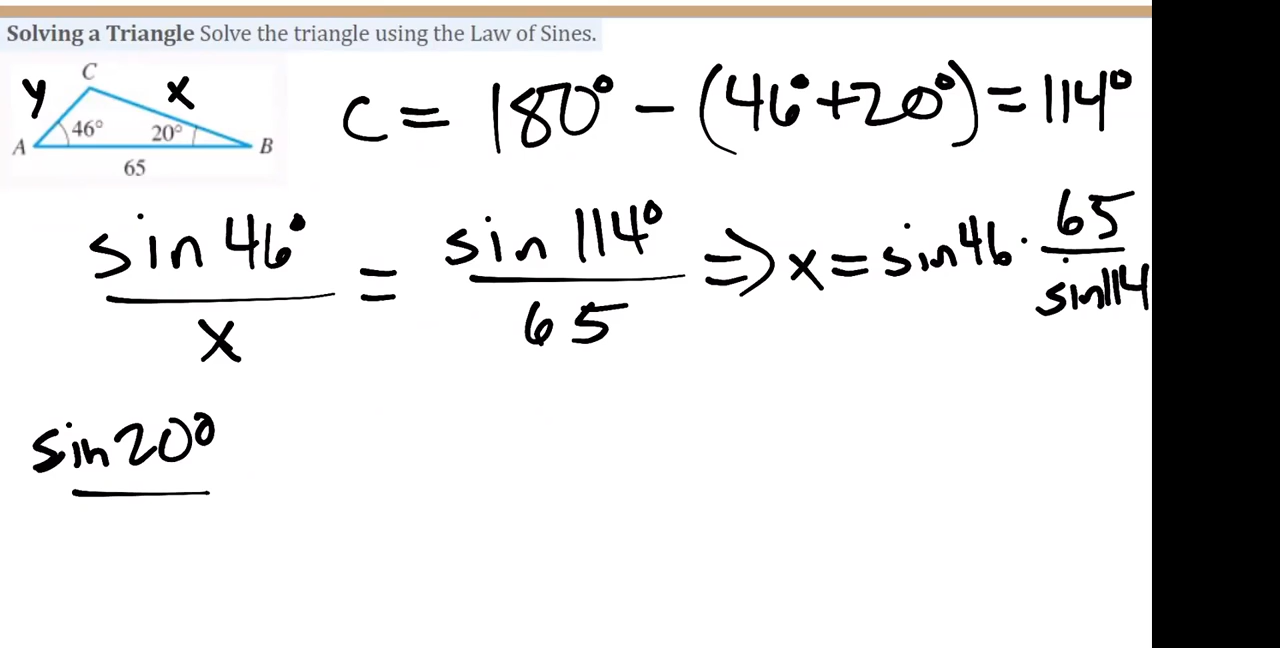 Solving a Triangle Solve the triangle using the Law of Sines.
C
y x
46° 20°
A B
65
C = 180° - (46° + 20°) = 114°
sin 46° / x = sin 114° / 65 => x = sin 46 · 65 / sin 114
sin 20°